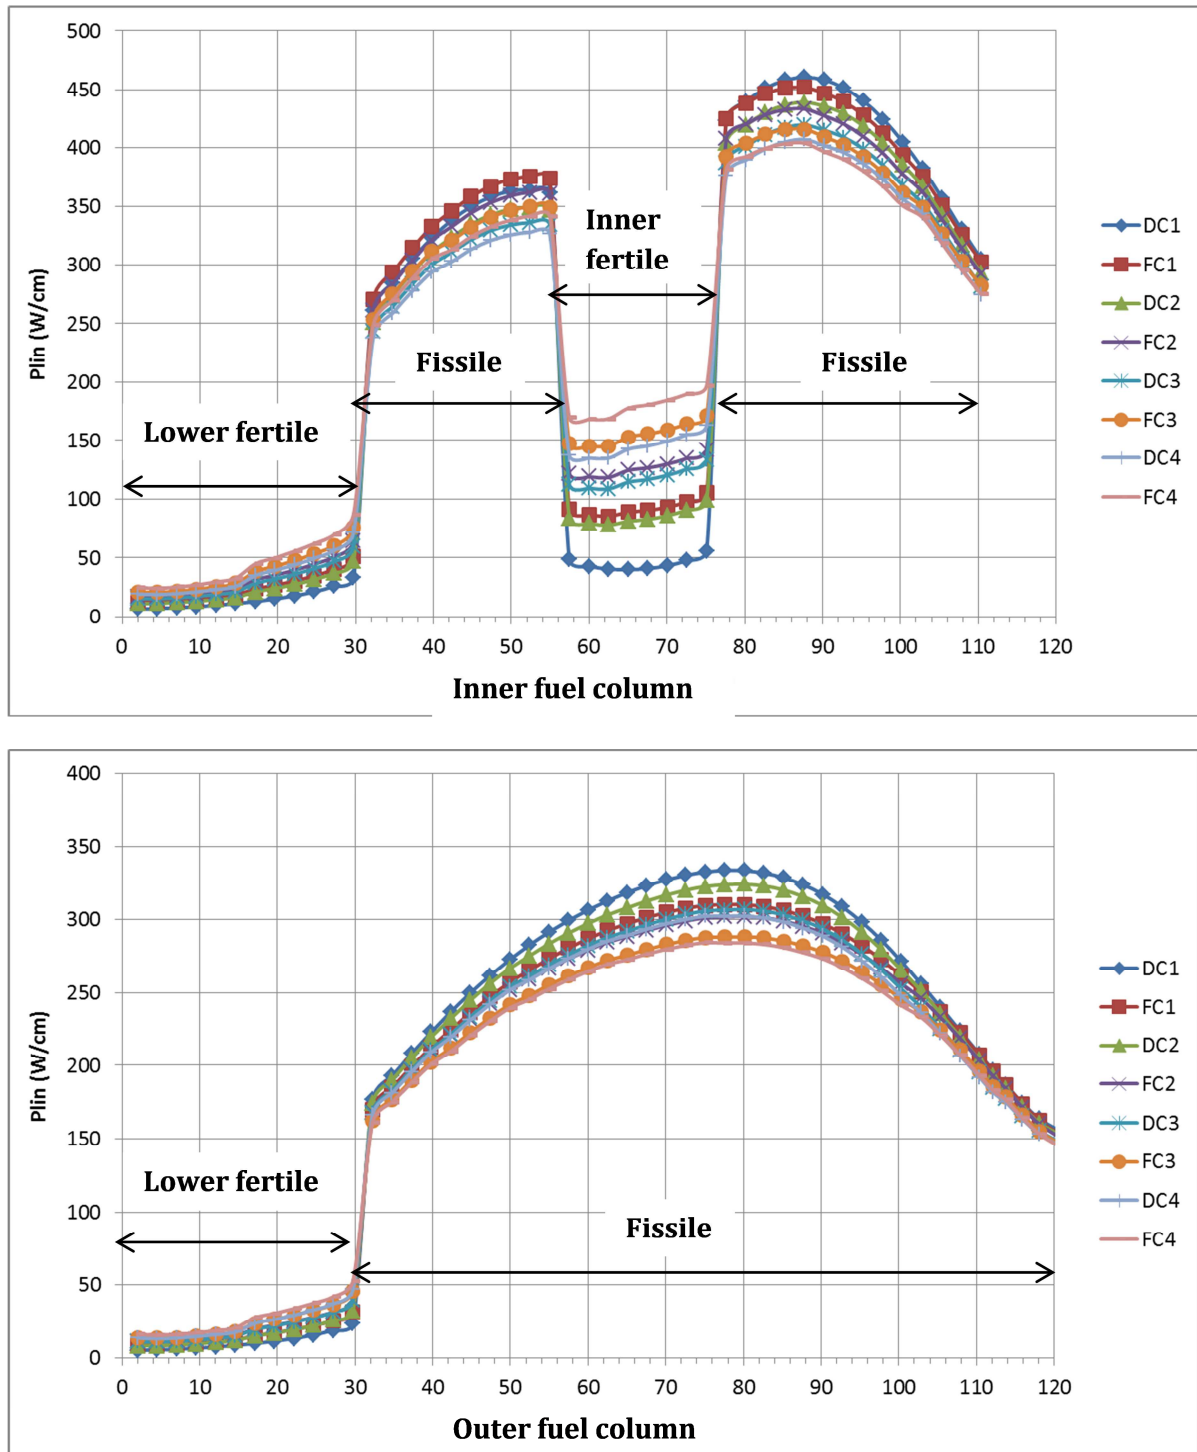 500
450
400
350
300
250
200
150
100
50
0
Plin (W/cm)
Inner
fertile
Fissile
Fissile
Lower fertile
0 10 20 30 40 50 60 70 80 90 100 110 120
Inner fuel column
DC1
FC1
DC2
FC2
DC3
FC3
DC4
FC4
400
350
300
250
200
150
100
50
0
Plin (W/cm)
Lower fertile
Fissile
0 10 20 30 40 50 60 70 80 90 100 110 120
Outer fuel column
DC1
FC1
DC2
FC2
DC3
FC3
DC4
FC4